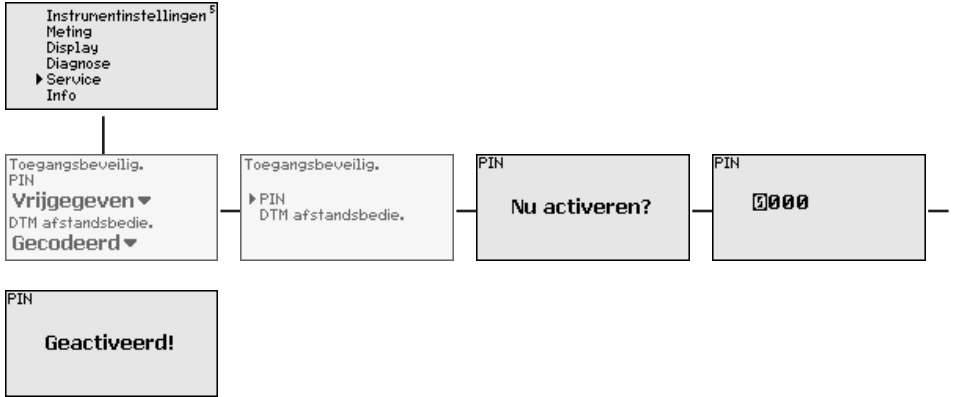 Instrumentinstellingen 5
Meting
Display
Diagnose
Service
Info
Toegangsbeveilig.
PIN
Vrijgegeven
DTM afstandsbedie.
Gecodeerd
Toegangsbeveilig.
PIN
DTM afstandsbedie.
PIN
Nu activeren?
PIN
0000
PIN
Geactiveerd!